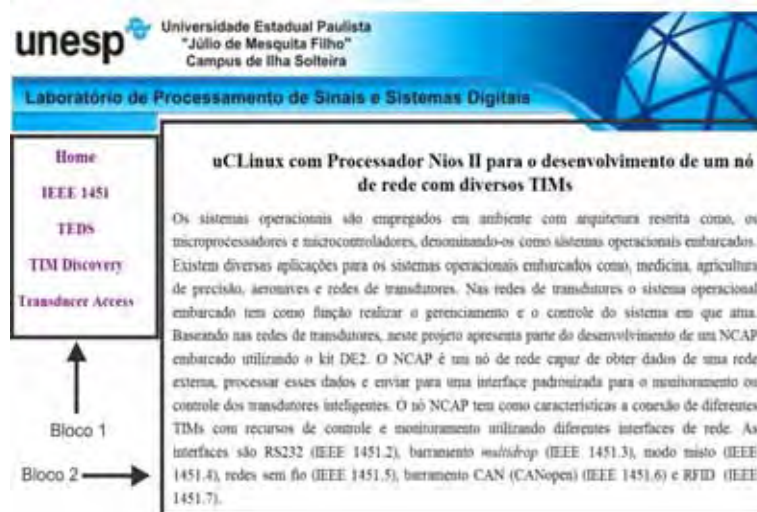 unesp
Universidade Estadual Paulista
"Júlio de Mesquita Filho"
Campus de Ilha Solteira
Laboratório de Processamento de Sinais e Sistemas Digitais
Home
IEEE 1451
TEDS
TIM Discovery
Transducer Access
Bloco 1
Bloco 2
uCLinux com Processador Nios II para o desenvolvimento de um nó
de rede com diversos TIMs
Os sistemas operacionais são empregados em ambiente com arquitetura restrita como, os
microprocessadores e microcontroladores, denominando-os como sistemas operacionais embarcados.
Existem diversas aplicações para os sistemas operacionais embarcados como, medicina, agricultura
de precisão, aeronaves e redes de transdutores. Nas redes de transdutores o sistema operacional
embarcado tem como função realizar o gerenciamento e o controle do sistema em que atua.
Baseando nas redes de transdutores, neste projeto apresenta parte do desenvolvimento de um NCAP
embarcado utilizando o kit DE2. O NCAP é um nó de rede capaz de obter dados de uma rede
externa, processar esses dados e enviar para uma interface padronizada para o monitoramento ou
controle dos transdutores inteligentes. O nó NCAP tem como características a conexão de diferentes
TIMs com recursos de controle e monitoramento utilizando diferentes interfaces de rede. As
interfaces são RS232 (IEEE 1451.2), barramento multidrop (IEEE 1451.3), modo misto (IEEE
1451.4), redes sem fio (IEEE 1451.5), barramento CAN (CANopen) (IEEE 1451.6) e RFID (IEEE
1451.7).